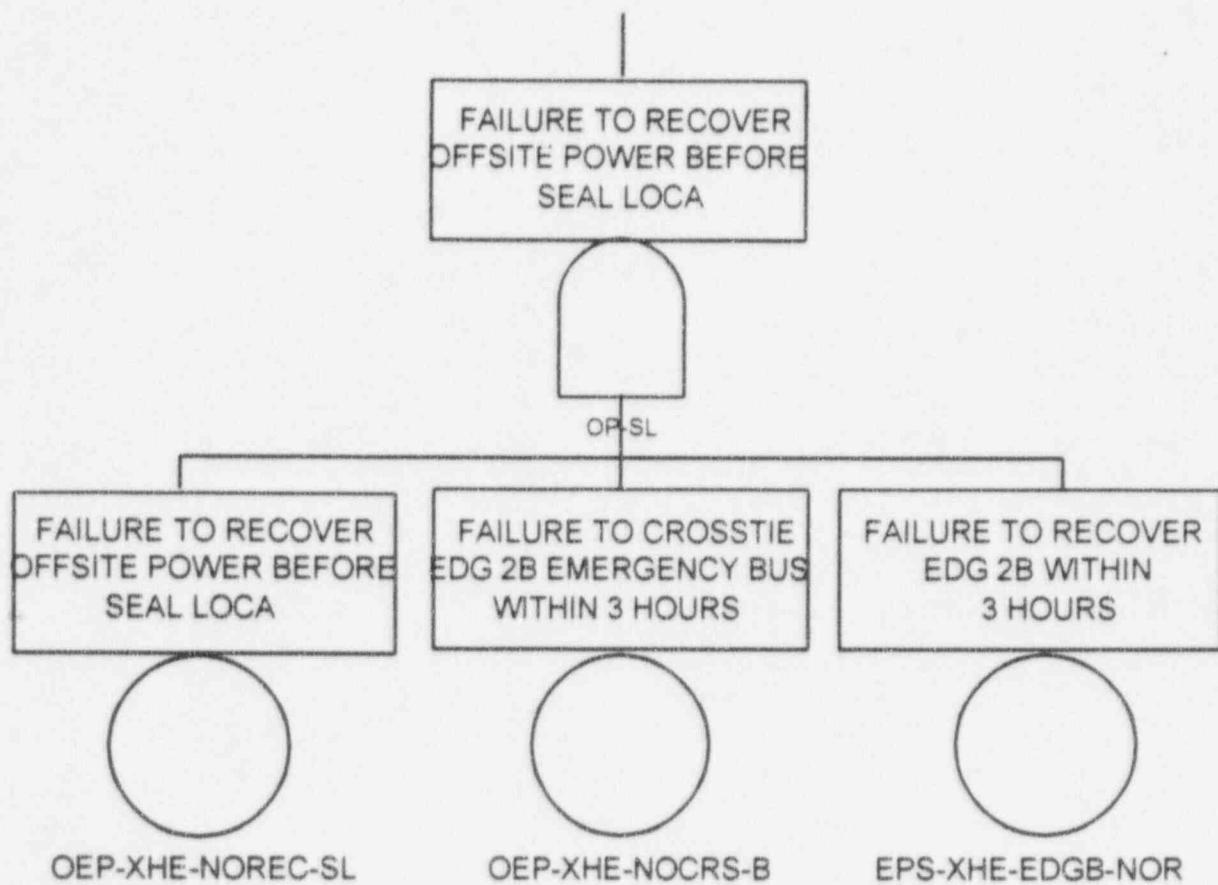 FAILURE TO RECOVER
OFFSITE POWER BEFORE
SEAL LOCA
OP-SL
FAILURE TO RECOVER
OFFSITE POWER BEFORE
SEAL LOCA
FAILURE TO CROSSTIE
EDG 2B EMERGENCY BUS
WITHIN 3 HOURS
FAILURE TO RECOVER
EDG 2B WITHIN
3 HOURS
OEP-XHE-NOREC-SL
OEP-XHE-NOCRS-B
EPS-XHE-EDGB-NOR